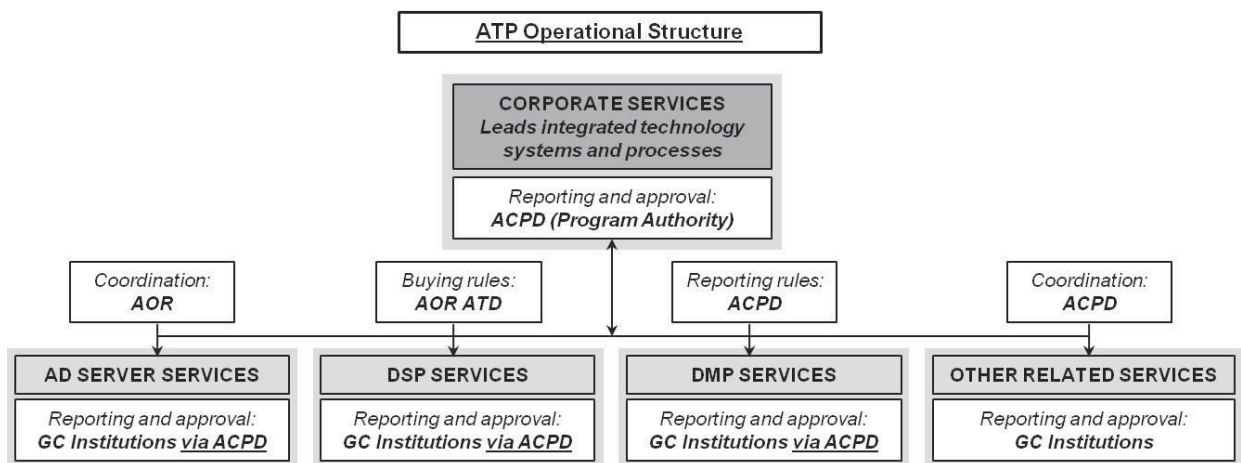 ATP Operational Structure
CORPORATE SERVICES
Leads integrated technology
systems and processes
Reporting and approval:
ACPD (Program Authority)
Coordination:
AOR
Buying rules:
AOR ATD
Reporting rules:
ACPD
Coordination:
ACPD
AD SERVER SERVICES
Reporting and approval:
GC Institutions via ACPD
DSP SERVICES
Reporting and approval:
GC Institutions via ACPD
DMP SERVICES
Reporting and approval:
GC Institutions via ACPD
OTHER RELATED SERVICES
Reporting and approval:
GC Institutions